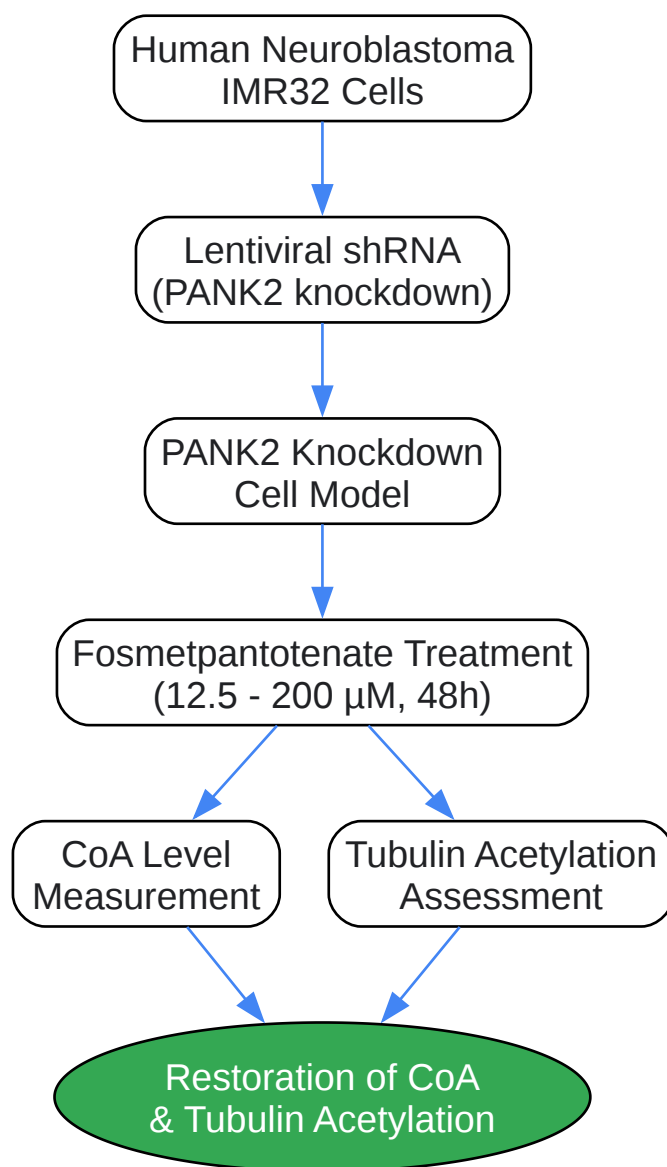 Human Neuroblastoma
IMR32 Cells
Lentiviral shRNA
(PANK2 knockdown)
PANK2 Knockdown
Cell Model
Fosmetpantotenate Treatment
(12.5 - 200 µM, 48h)
CoA Level
Measurement
Tubulin Acetylation
Assessment
Restoration of CoA
& Tubulin Acetylation